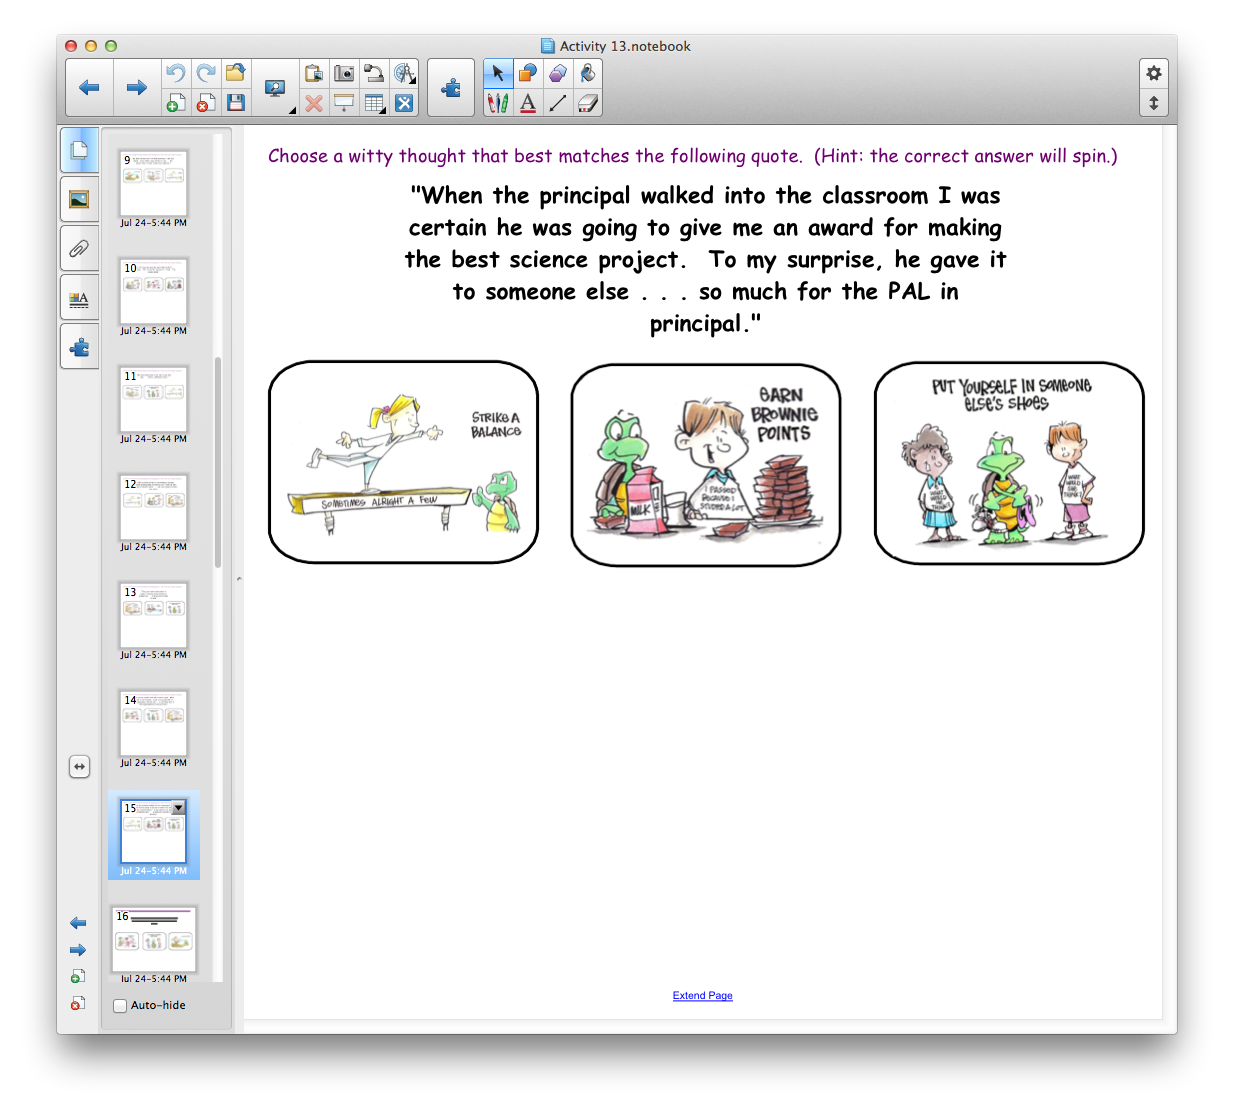 Activity 13.notebook
9
Jul 24-5:44 PM
10
Jul 24-5:44 PM
11
Jul 24-5:44 PM
12
Jul 24-5:44 PM
13
Jul 24-5:44 PM
14
Jul 24-5:44 PM
15
Jul 24-5:44 PM
16
Jul 24-5:44 PM
Auto-hide
Choose a witty thought that best matches the following quote.  (Hint: the correct answer will spin.)
"When the principal walked into the classroom I was
certain he was going to give me an award for making
the best science project.  To my surprise, he gave it
to someone else . . . so much for the PAL in
principal."
STRIKE A
BALANCE
SOMETIMES ALRIGHT A FEW
EARN
BROWNIE
POINTS
I PASSED
BECAUSE I
STUDIED A LOT
MILK
PUT YOURSELF IN SOMEONE
ELSE'S SHOES
WHAT
WOULD
SHE
THINK?
Extend Page